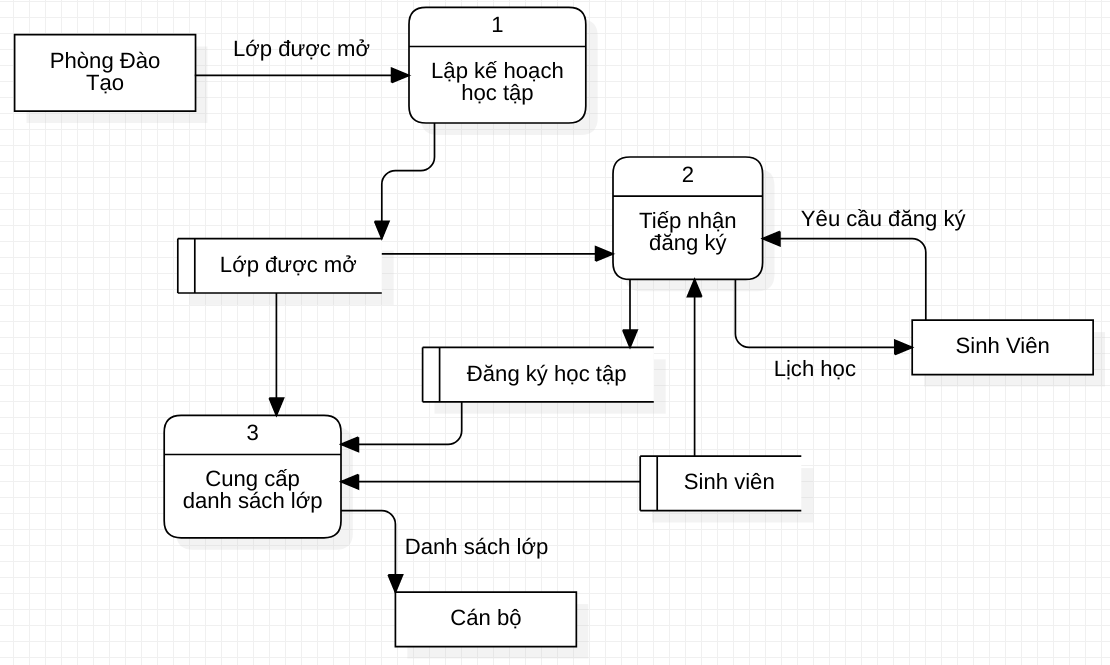 1
Phòng Đào
Tạo
Lớp được mở
Lập kế hoạch
học tập
2
Tiếp nhận
đăng ký
Yêu cầu đăng ký
Lớp được mở
Sinh Viên
Lịch học
Đăng ký học tập
3
Cung cấp
danh sách lớp
Sinh viên
Danh sách lớp
Cán bộ